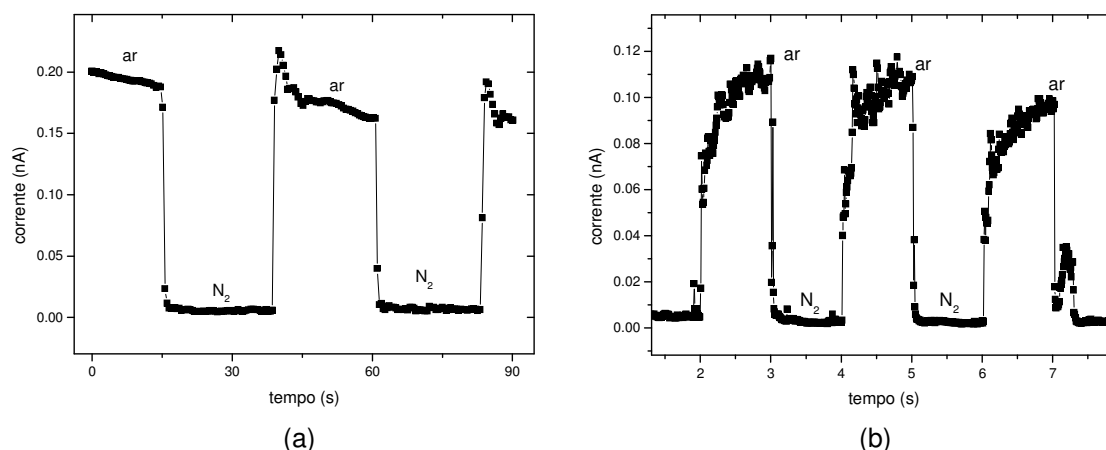 ar
ar
N2
N2
0.20
0.15
0.10
0.05
0.00
corrente (nA)
0
30
60
90
tempo (s)
(a)
ar
ar
ar
N2
N2
0.12
0.10
0.08
0.06
0.04
0.02
0.00
corrente (nA)
2
3
4
5
6
7
tempo (s)
(b)